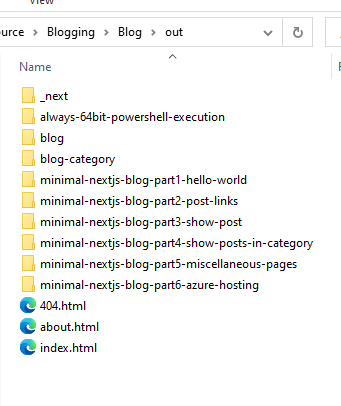 View
ource > Blogging > Blog > out
Name
_next
always-64bit-powershell-execution
blog
blog-category
minimal-nextjs-blog-part1-hello-world
minimal-nextjs-blog-part2-post-links
minimal-nextjs-blog-part3-show-post
minimal-nextjs-blog-part4-show-posts-in-category
minimal-nextjs-blog-part5-miscellaneous-pages
minimal-nextjs-blog-part6-azure-hosting
404.html
about.html
index.html